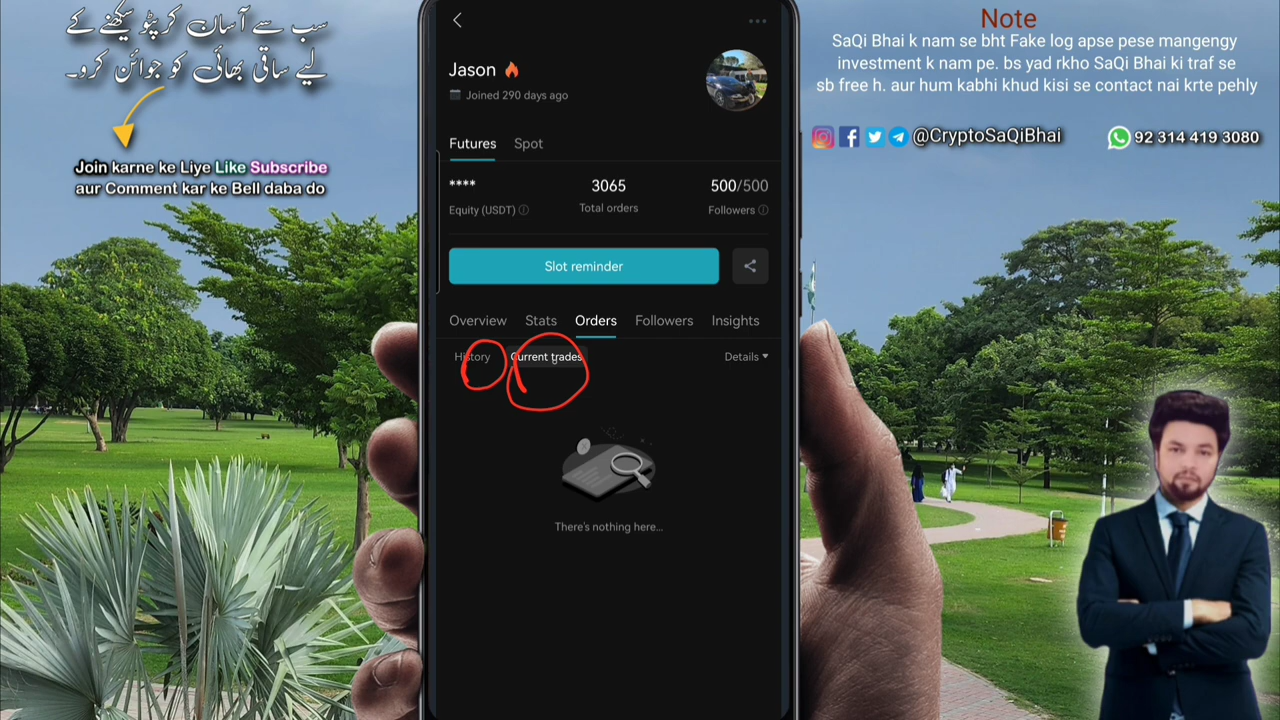 سب سے آسان کرپٹو سیکھنے کے
لیے ساقی بھائی کو جوائن کرو۔
Join karne ke Liye Like Subscribe
aur Comment kar ke Bell daba do
Jason
Joined 290 days ago
Futures Spot
**** 3065 500/500
Equity (USDT) Total orders Followers
Slot reminder
Overview Stats Orders Followers Insights
History Current trades Details
There's nothing here...
Note
SaQi Bhai k nam se bht Fake log apse pese mangengy
investment k nam pe. bs yad rkho SaQi Bhai ki traf se
sb free h. aur hum kabhi khud kisi se contact nai krte pehly
@CryptoSaQiBhai 92 314 419 3080